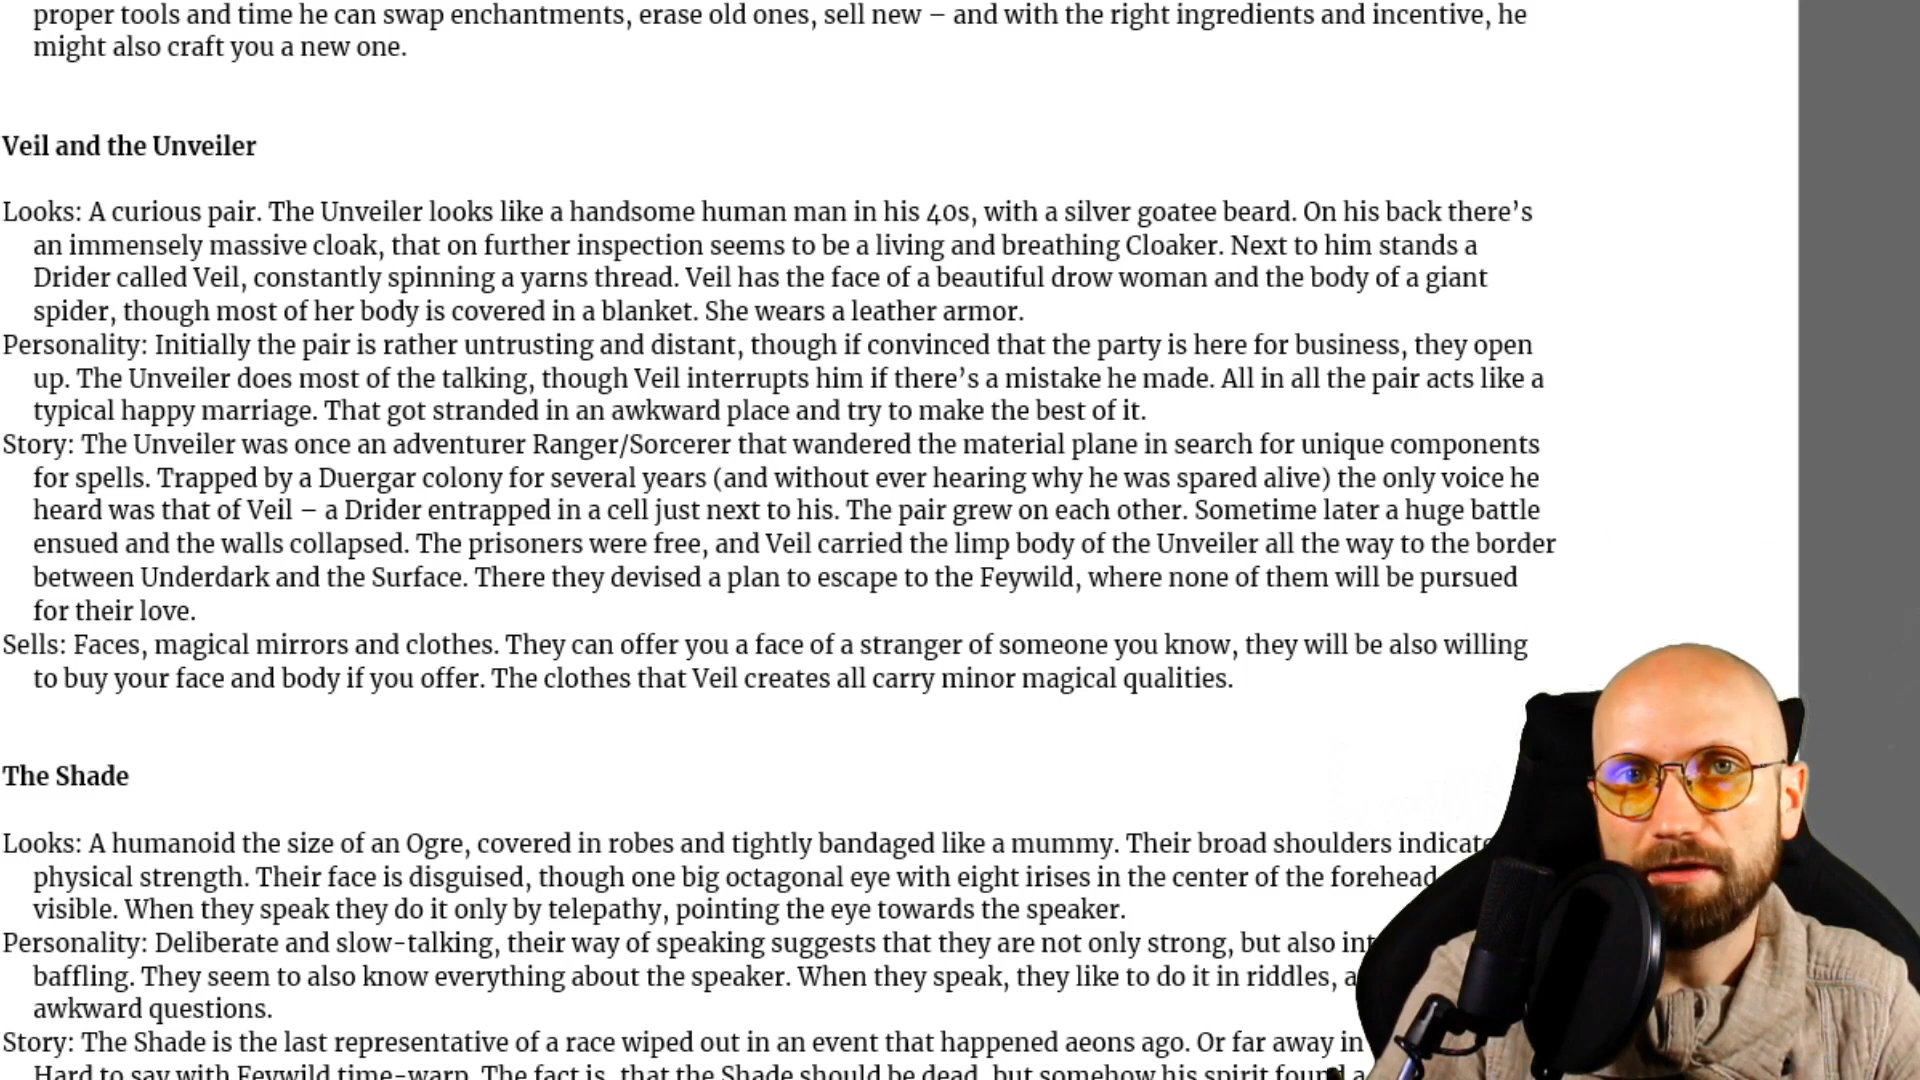 proper tools and time he can swap enchantments, erase old ones, sell new – and with the right ingredients and incentive, he
might also craft you a new one.
Veil and the Unveiler
Looks: A curious pair. The Unveiler looks like a handsome human man in his 40s, with a silver goatee beard. On his back there’s
an immensely massive cloak, that on further inspection seems to be a living and breathing Cloaker. Next to him stands a
Drider called Veil, constantly spinning a yarns thread. Veil has the face of a beautiful drow woman and the body of a giant
spider, though most of her body is covered in a blanket. She wears a leather armor.
Personality: Initially the pair is rather untrusting and distant, though if convinced that the party is here for business, they open
up. The Unveiler does most of the talking, though Veil interrupts him if there’s a mistake he made. All in all the pair acts like a
typical happy marriage. That got stranded in an awkward place and try to make the best of it.
Story: The Unveiler was once an adventurer Ranger/Sorcerer that wandered the material plane in search for unique components
for spells. Trapped by a Duergar colony for several years (and without ever hearing why he was spared alive) the only voice he
heard was that of Veil – a Drider entrapped in a cell just next to his. The pair grew on each other. Sometime later a huge battle
ensued and the walls collapsed. The prisoners were free, and Veil carried the limp body of the Unveiler all the way to the border
between Underdark and the Surface. There they devised a plan to escape to the Feywild, where none of them will be pursued
for their love.
Sells: Faces, magical mirrors and clothes. They can offer you a face of a stranger of someone you know, they will be also willing
to buy your face and body if you offer. The clothes that Veil creates all carry minor magical qualities.
The Shade
Looks: A humanoid the size of an Ogre, covered in robes and tightly bandaged like a mummy. Their broad shoulders indicate
physical strength. Their face is disguised, though one big octagonal eye with eight irises in the center of the forehead
visible. When they speak they do it only by telepathy, pointing the eye towards the speaker.
Personality: Deliberate and slow-talking, their way of speaking suggests that they are not only strong, but also
baffling. They seem to also know everything about the speaker. When they speak, they like to do it in riddles,
awkward questions.
Story: The Shade is the last representative of a race wiped out in an event that happened aeons ago. Or far away in
Hard to say with Feywild time-warp. The fact is, that the Shade should be dead, but somehow his spirit found a